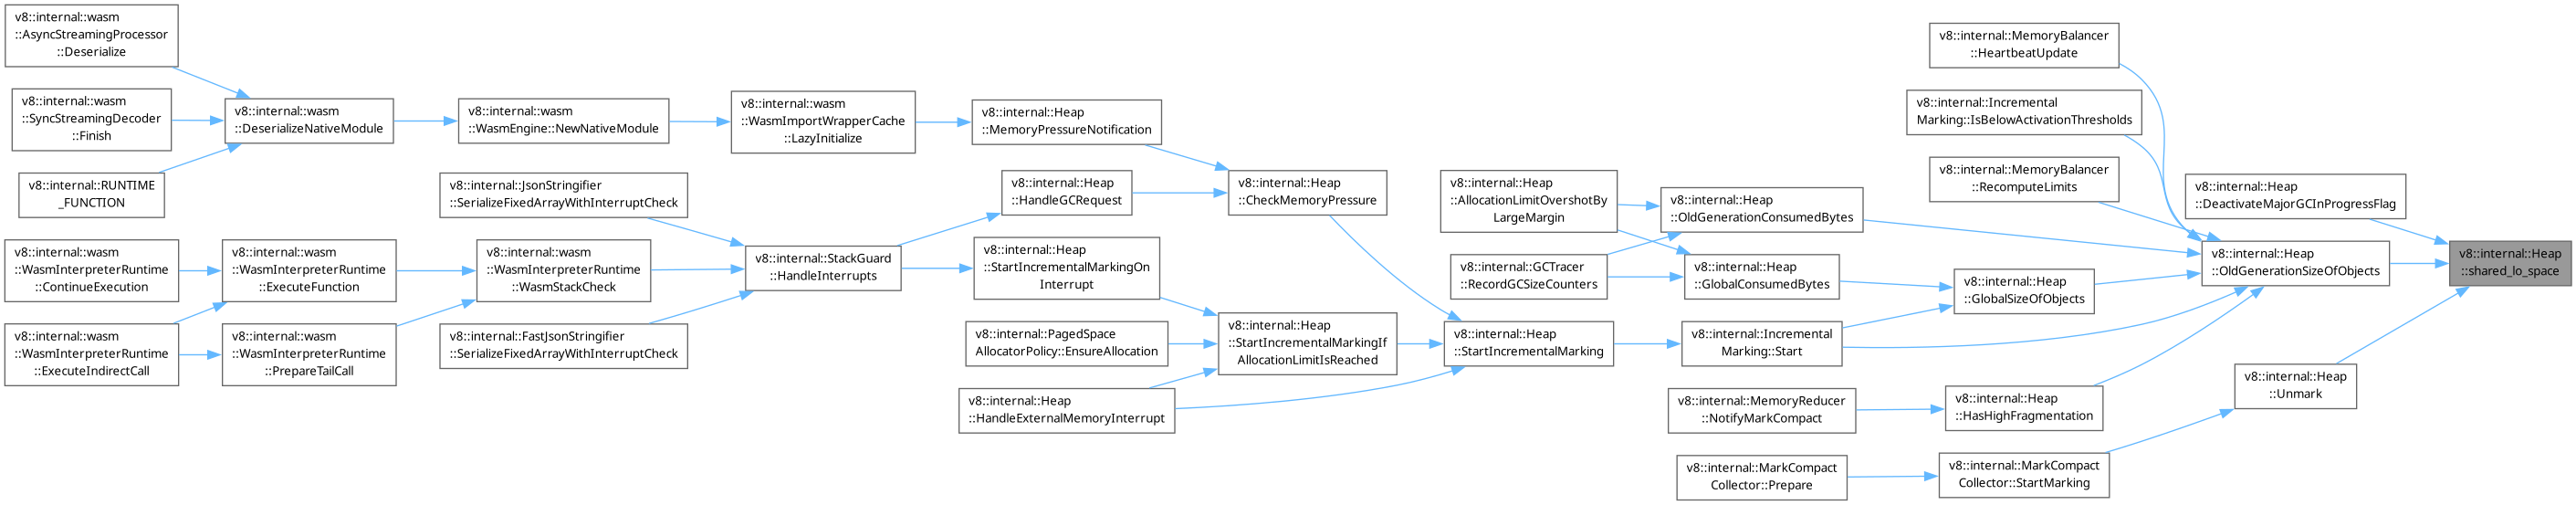 v8::internal::wasm
::AsyncStreamingProcessor
::Deserialize
v8::internal::wasm
::SyncStreamingDecoder
::Finish
v8::internal::RUNTIME
_FUNCTION
v8::internal::wasm
::WasmInterpreterRuntime
::ContinueExecution
v8::internal::wasm
::WasmInterpreterRuntime
::ExecuteIndirectCall
v8::internal::wasm
::DeserializeNativeModule
v8::internal::wasm
::WasmInterpreterRuntime
::ExecuteFunction
v8::internal::wasm
::WasmInterpreterRuntime
::PrepareTailCall
v8::internal::wasm
::WasmEngine::NewNativeModule
v8::internal::JsonStringifier
::SerializeFixedArrayWithInterruptCheck
v8::internal::wasm
::WasmInterpreterRuntime
::WasmStackCheck
v8::internal::FastJsonStringifier
::SerializeFixedArrayWithInterruptCheck
v8::internal::wasm
::WasmImportWrapperCache
::LazyInitialize
v8::internal::StackGuard
::HandleInterrupts
v8::internal::Heap
::MemoryPressureNotification
v8::internal::Heap
::HandleGCRequest
v8::internal::Heap
::StartIncrementalMarkingOn
Interrupt
v8::internal::PagedSpace
AllocatorPolicy::EnsureAllocation
v8::internal::Heap
::HandleExternalMemoryInterrupt
v8::internal::Heap
::CheckMemoryPressure
v8::internal::Heap
::StartIncrementalMarkingIf
AllocationLimitIsReached
v8::internal::Heap
::AllocationLimitOvershotBy
LargeMargin
v8::internal::GCTracer
::RecordGCSizeCounters
v8::internal::Heap
::StartIncrementalMarking
v8::internal::Heap
::OldGenerationConsumedBytes
v8::internal::Heap
::GlobalConsumedBytes
v8::internal::Incremental
Marking::Start
v8::internal::MemoryReducer
::NotifyMarkCompact
v8::internal::MarkCompact
Collector::Prepare
v8::internal::MemoryBalancer
::HeartbeatUpdate
v8::internal::Incremental
Marking::IsBelowActivationThresholds
v8::internal::MemoryBalancer
::RecomputeLimits
v8::internal::Heap
::GlobalSizeOfObjects
v8::internal::Heap
::HasHighFragmentation
v8::internal::MarkCompact
Collector::StartMarking
v8::internal::Heap
::DeactivateMajorGCInProgressFlag
v8::internal::Heap
::OldGenerationSizeOfObjects
v8::internal::Heap
::Unmark
v8::internal::Heap
::shared_lo_space